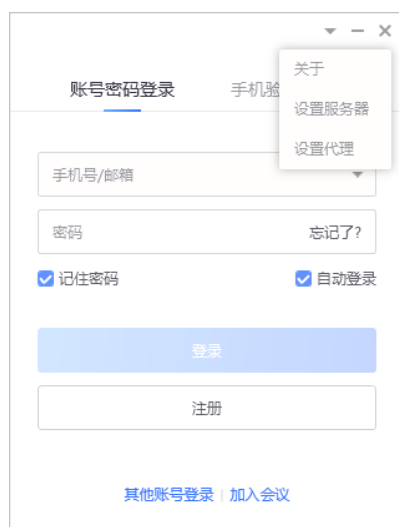 关于
账号密码登录 手机验
设置服务器
设置代理
手机号/邮箱
密码 忘记了?
记住密码 自动登录
登录
注册
其他账号登录 | 加入会议